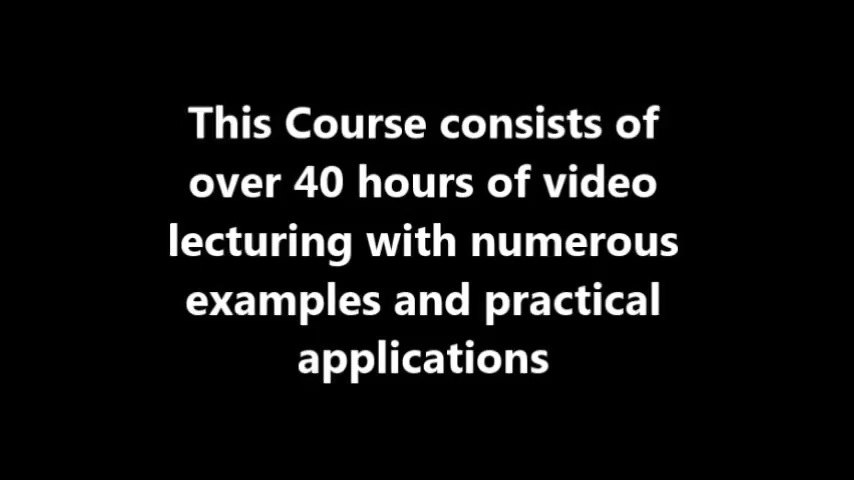 This Course consists of
over 40 hours of video
lecturing with numerous
examples and practical
applications